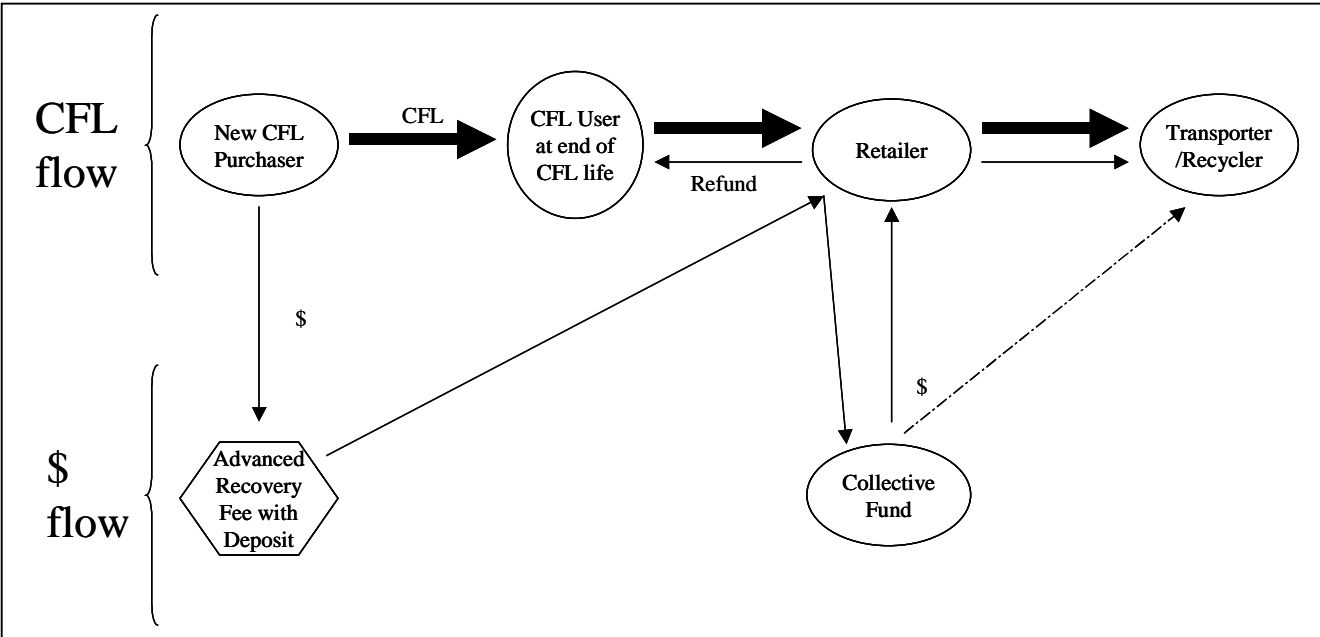 CFL
flow
New CFL
Purchaser
CFL
CFL User
at end of
CFL life
Refund
Retailer
Transporter
/Recycler
$
$
$
flow
Advanced
Recovery
Fee with
Deposit
Collective
Fund